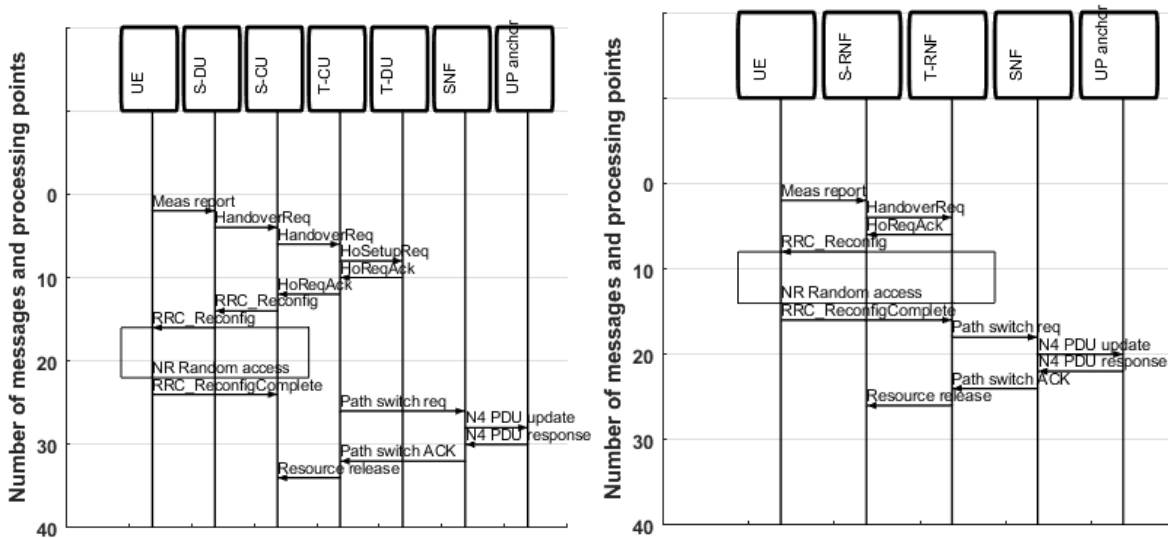 Number of messages and processing points
UE
S-DU
S-CU
T-CU
T-DU
SNF
UP anchor
0
Meas report
HandoverReq
HandoverReq
HoSetupReq
10
HoReqAck
HoReqAck
RRC_Reconfig
RRC_Reconfig
20
NR Random access
RRC_ReconfigComplete
Path switch req
N4 PDU update
30
N4 PDU response
Path switch ACK
Resource release
40
Number of messages and processing points
UE
S-RNF
T-RNF
SNF
UP anchor
0
Meas report
HandoverReq
HoReqAck
RRC_Reconfig
10
NR Random access
RRC_ReconfigComplete
Path switch req
20
N4 PDU update
N4 PDU response
Path switch ACK
Resource release
30
40